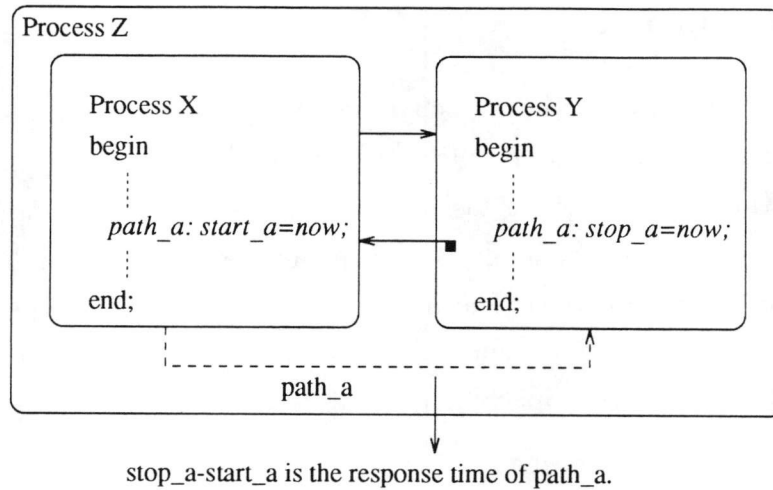 Process Z
Process X
begin
path_a: start_a=now;
end;
Process Y
begin
path_a: stop_a=now;
end;
path_a
stop_a-start_a is the response time of path_a.